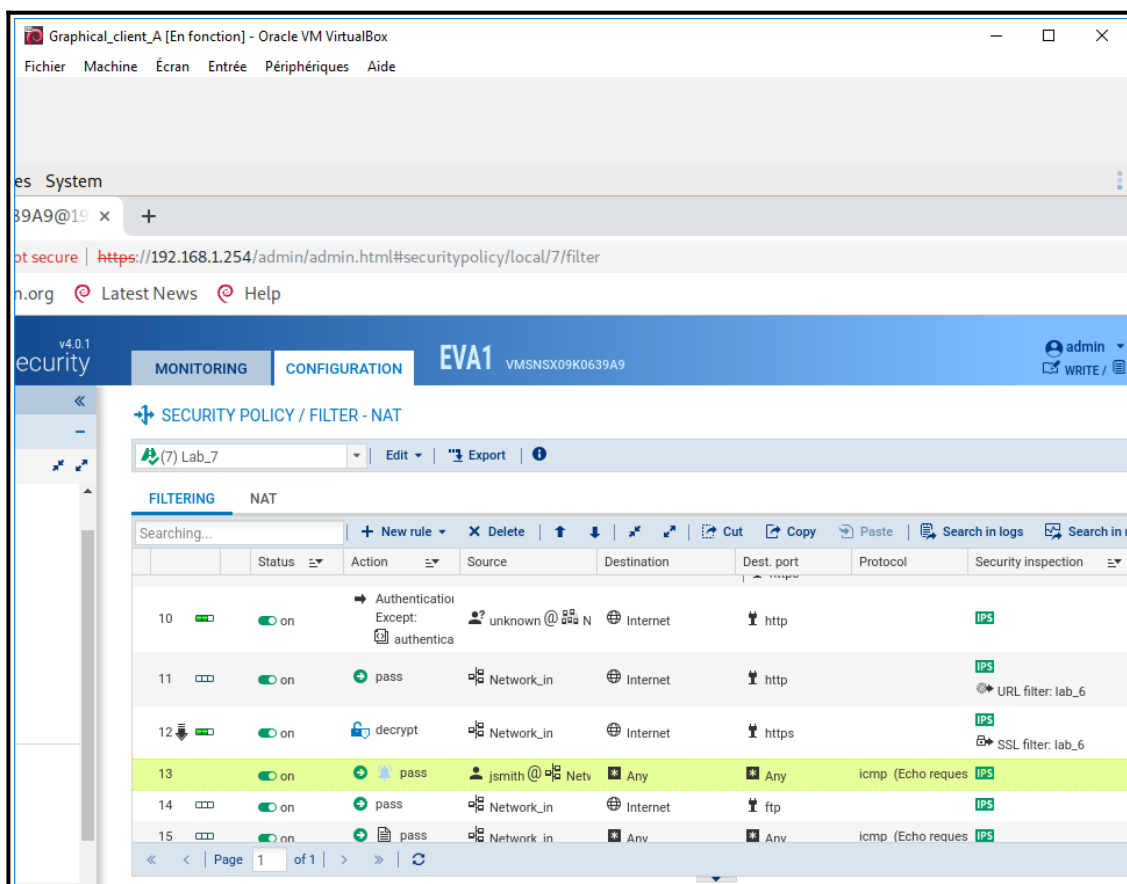 Graphical_client_A [En fonction] - Oracle VM VirtualBox
Fichier Machine Écran Entrée Périphériques Aide
es System
39A9@19 × +
ot secure | https://192.168.1.254/admin/admin.html#securitypolicy/local/7/filter
n.org Latest News Help
v4.0.1
ecurity
MONITORING CONFIGURATION EVA1 VMSNSX09K0639A9
admin
WRITE /
SECURITY POLICY / FILTER - NAT
(7) Lab_7 Edit Export
FILTERING NAT
Searching... + New rule × Delete Cut Copy Paste Search in logs Search in
Status Action Source Destination Dest. port Protocol Security inspection
https
10 on Authentication Except: authentica unknown @ N Internet http IPS
11 on pass Network_in Internet http IPS URL filter: lab_6
12 on decrypt Network_in Internet https IPS SSL filter: lab_6
13 on pass jsmith @ Netw Any Any icmp (Echo reques IPS
14 on pass Network_in Internet ftp IPS
15 on pass Network_in Any Any icmp (Echo reques IPS
« < | Page 1 of 1 | > »